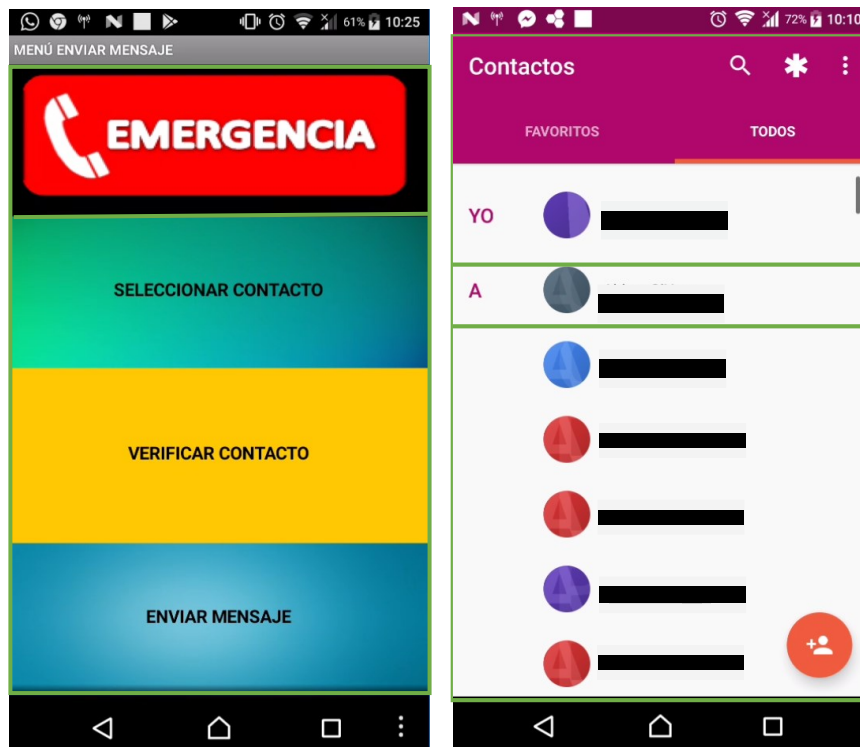 61% 10:25
MENÚ ENVIAR MENSAJE
EMERGENCIA
SELECCIONAR CONTACTO
VERIFICAR CONTACTO
ENVIAR MENSAJE
72% 10:10
Contactos
FAVORITOS TODOS
YO
A
A
A
A
A
A
A